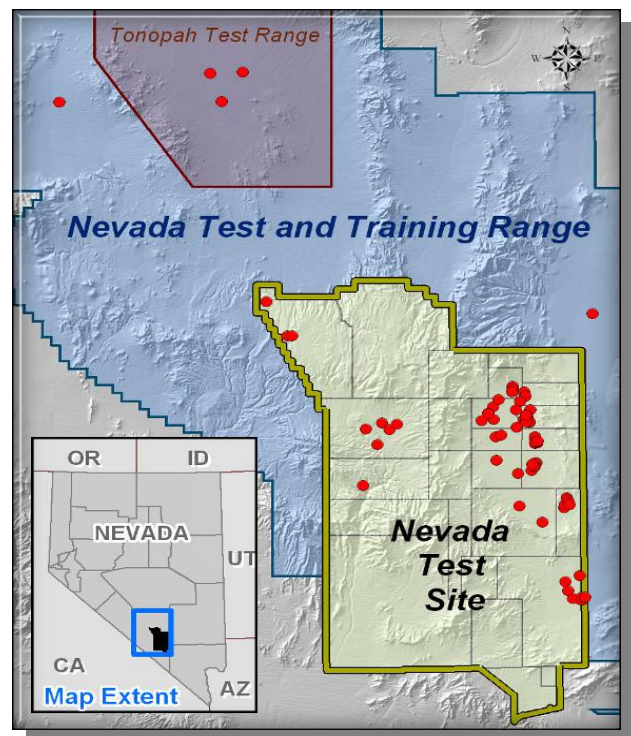 Tonopah Test Range
N
W
E
S
Nevada Test and Training Range
Nevada
Test
Site
OR
ID
NEVADA
UT
CA
AZ
Map Extent